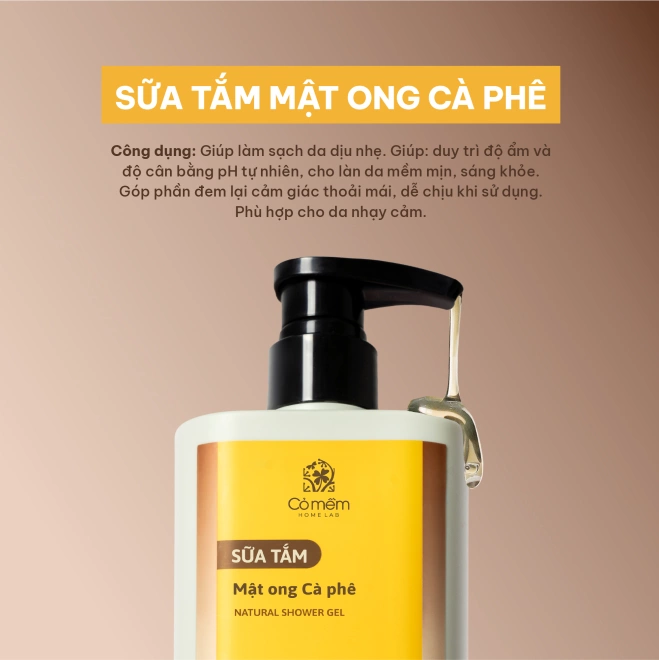 SỮA TẮM MẬT ONG CÀ PHÊ
Công dụng: Giúp làm sạch da dịu nhẹ. Giúp: duy trì độ ẩm và
độ cân bằng pH tự nhiên, cho làn da mềm mịn, sáng khỏe.
Góp phần đem lại cảm giác thoải mái, dễ chịu khi sử dụng.
Phù hợp cho da nhạy cảm.
Cỏ mềm
HOME LAB
SỮA TẮM
Mật ong Cà phê
NATURAL SHOWER GEL